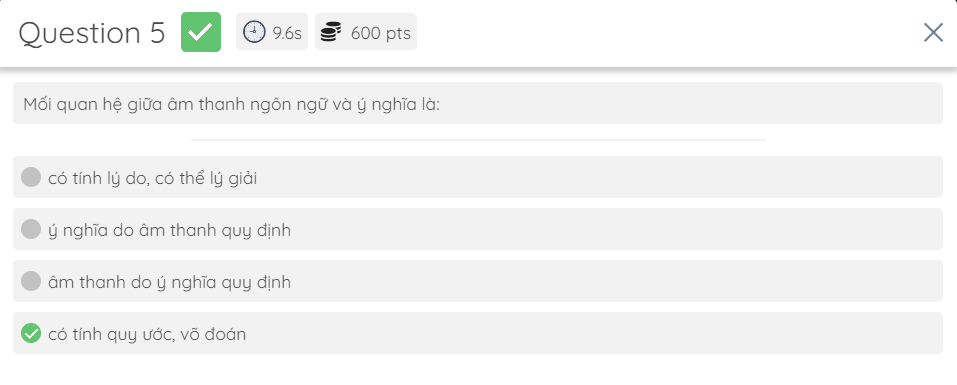 Question 5 9.6s 600 pts
Mối quan hệ giữa âm thanh ngôn ngữ và ý nghĩa là:
có tính lý do, có thể lý giải
ý nghĩa do âm thanh quy định
âm thanh do ý nghĩa quy định
có tính quy ước, võ đoán